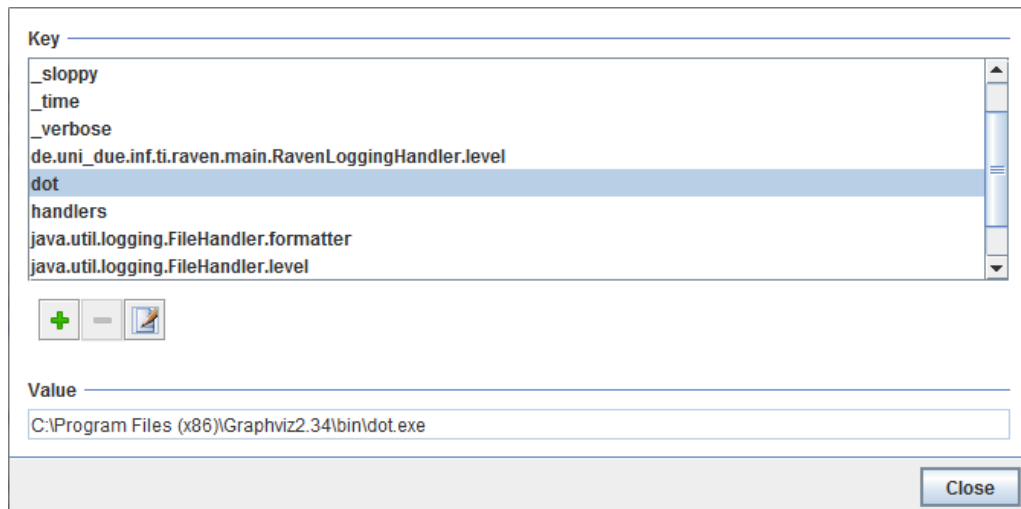 Key
_sloppy
_time
_verbose
de.uni_due.inf.ti.raven.main.RavenLoggingHandler.level
dot
handlers
java.util.logging.FileHandler.formatter
java.util.logging.FileHandler.level
Value
C:\Program Files (x86)\Graphviz2.34\bin\dot.exe
Close